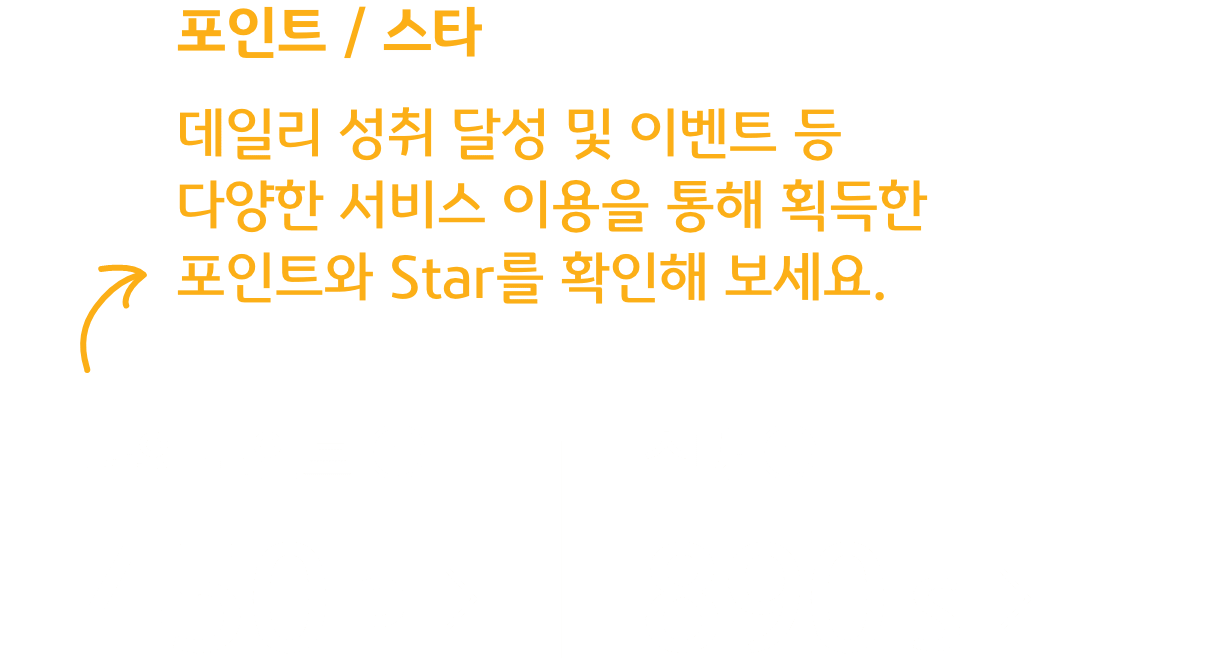 포인트 / 스타
데일리 성취 달성 및 이벤트 등
다양한 서비스 이용을 통해 획득한
포인트와 Star를 확인해 보세요.